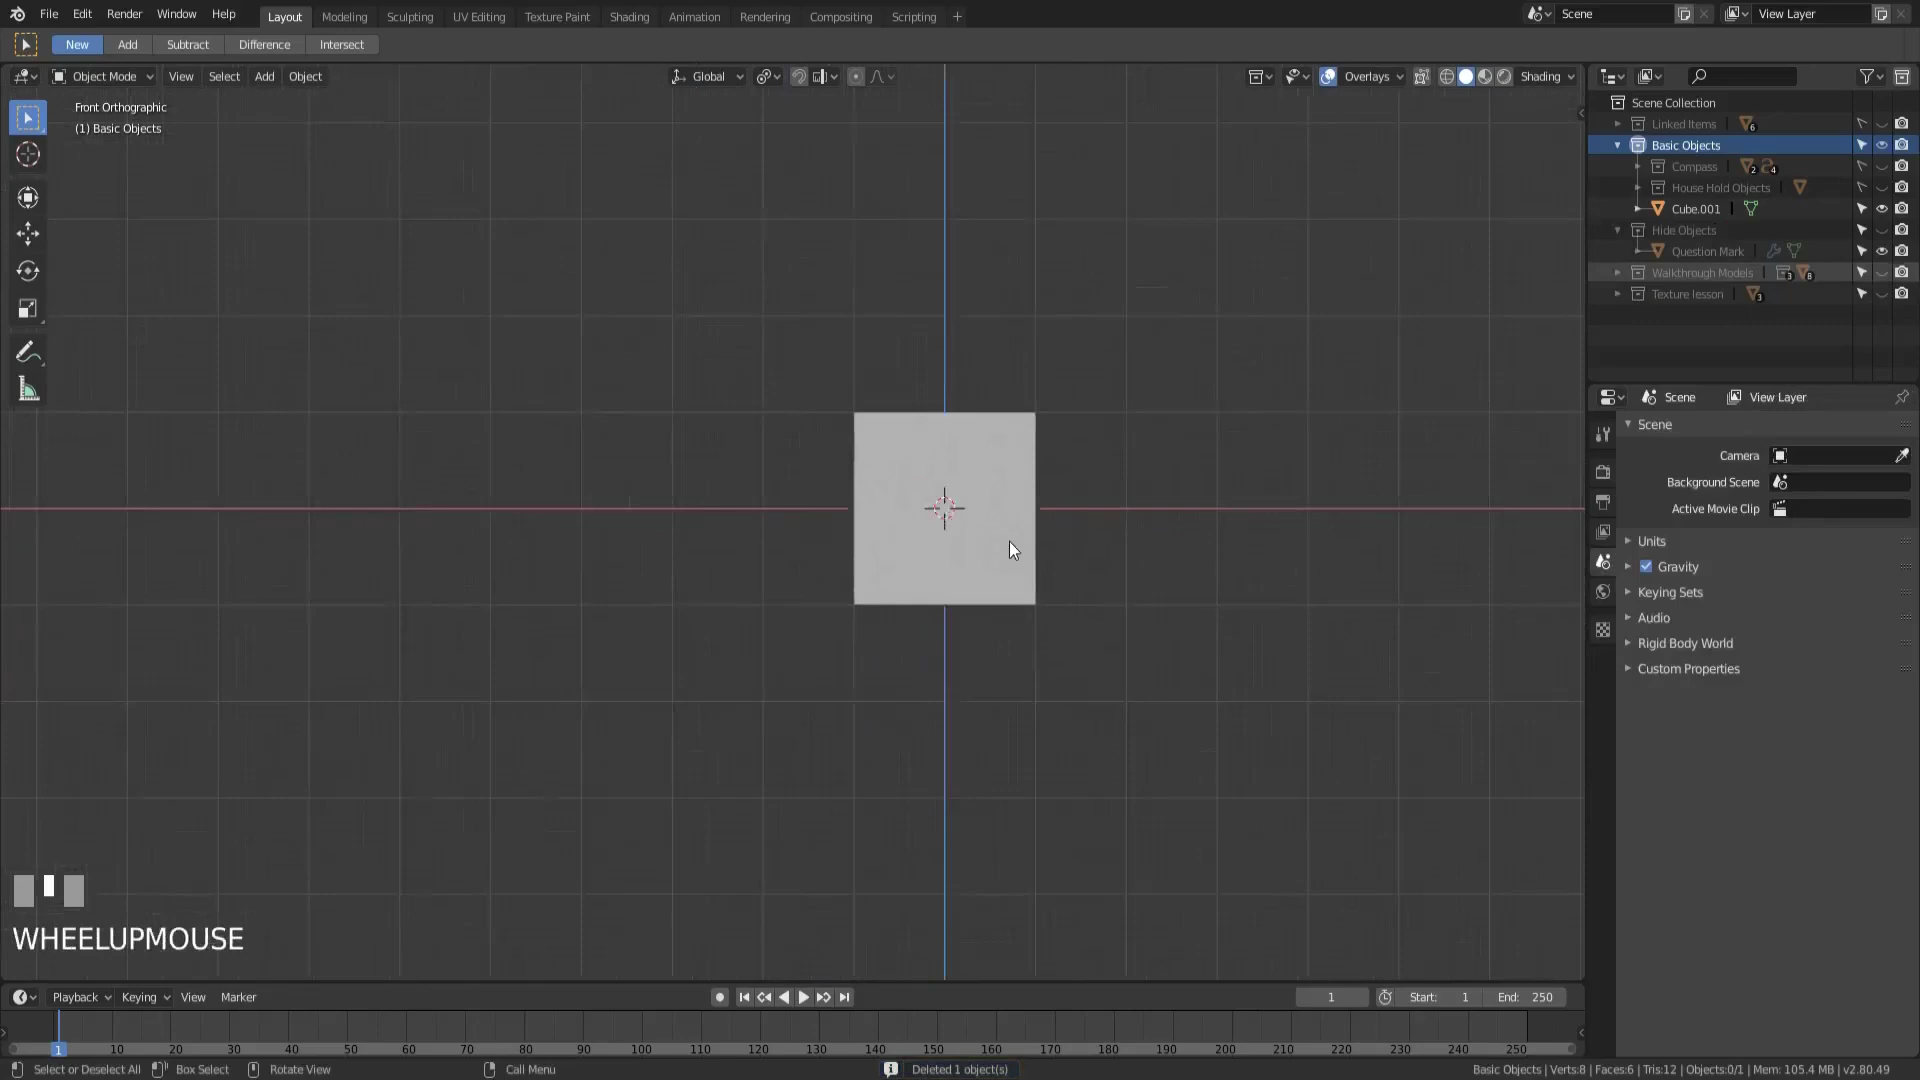 File Edit Render Window Help Layout Modeling Sculpting UV Editing Texture Paint Shading Animation Rendering Compositing Scripting + Scene View Layer
New Add Subtract Difference Intersect
Object Mode View Select Add Object Global Overlays Shading
Front Orthographic
(1) Basic Objects
Scene Collection
Linked Items 6
Basic Objects
Compass 2 4
House Hold Objects
Cube.001
Hide Objects
Question Mark
Walkthrough Models 3 8
Texture lesson 3
Scene View Layer
Scene
Camera
Background Scene
Active Movie Clip
Units
Gravity
Keying Sets
Audio
Rigid Body World
Custom Properties
WHEELUPMOUSE
Playback Keying View Marker 1 Start: 1 End: 250
1 10 20 30 40 50 60 70 80 90 100 110 120 130 140 150 160 170 180 190 200 210 220 230 240 250
Select or Deselect All Box Select Rotate View Call Menu Deleted 1 object(s) Basic Objects | Verts:8 | Faces:6 | Tris:12 | Objects:0/1 | Mem: 105.4 MB | v2.80.49